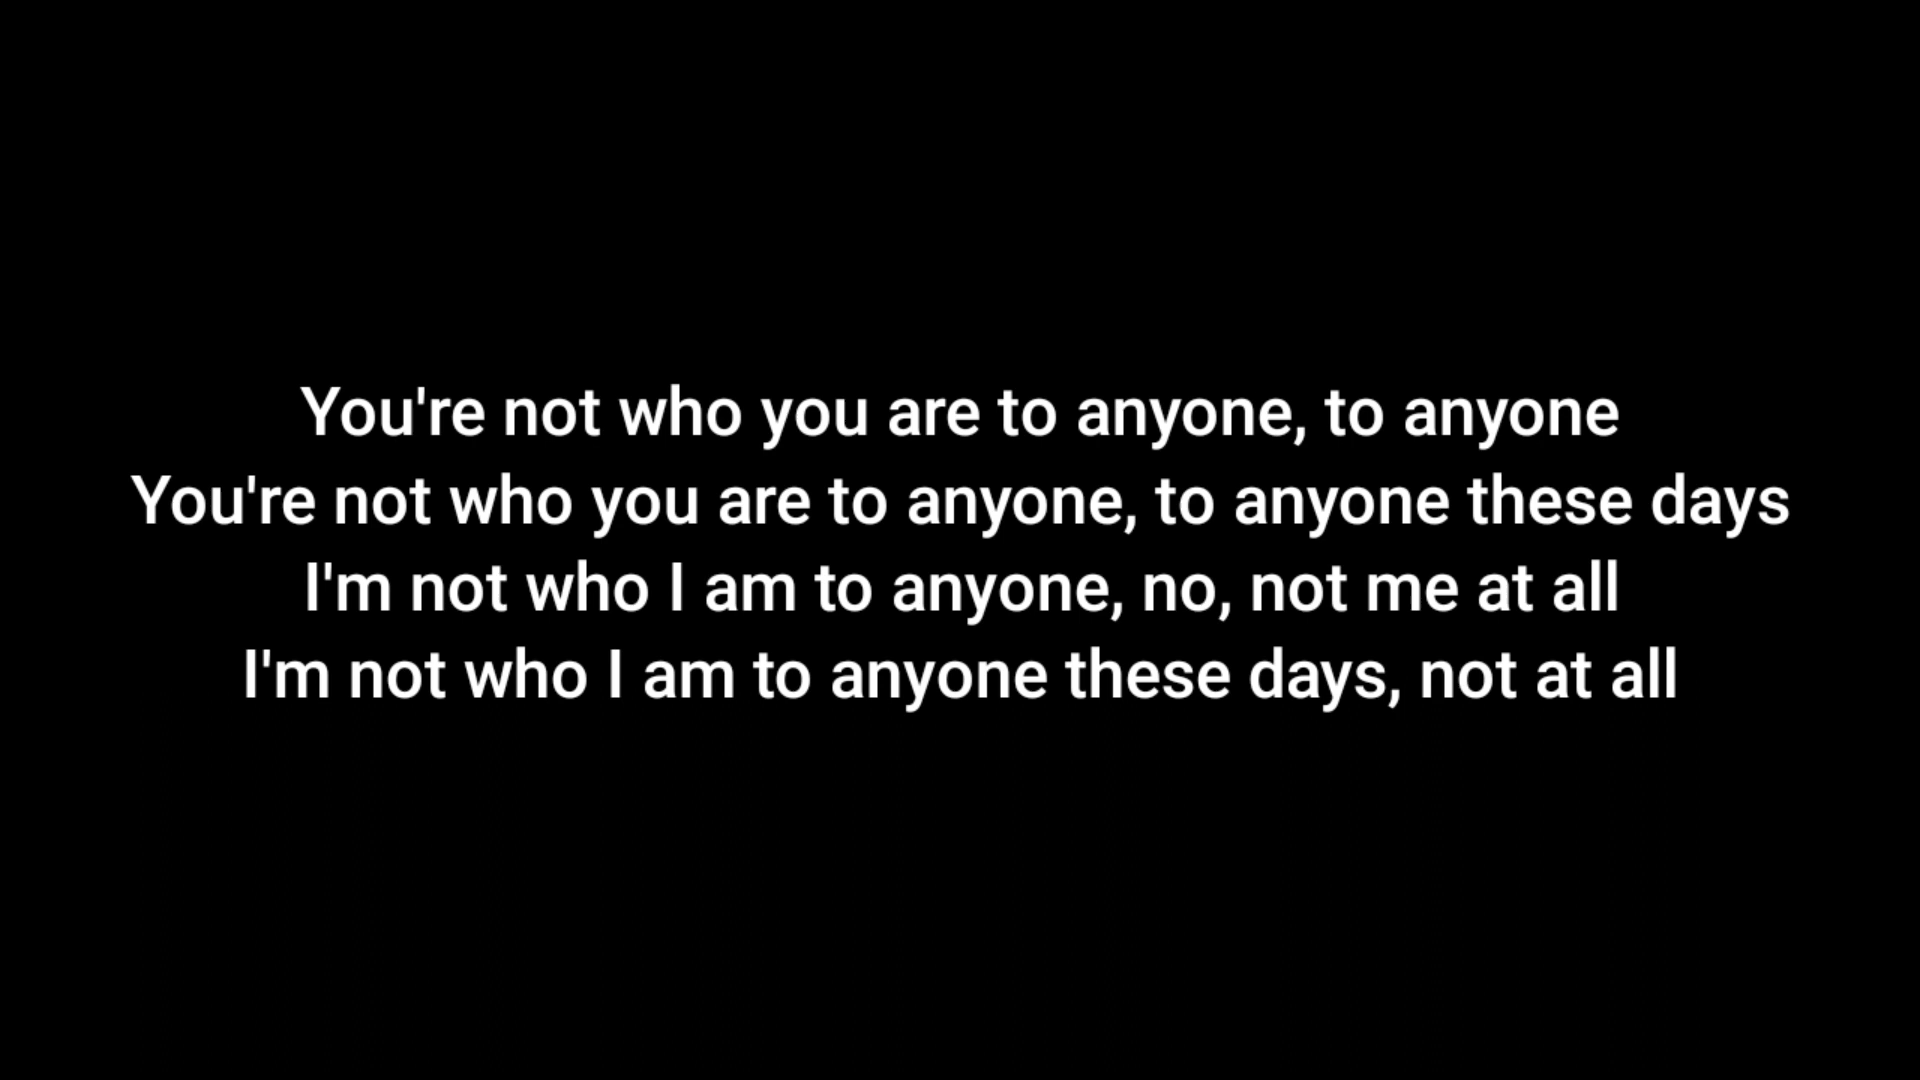 You're not who you are to anyone, to anyone
You're not who you are to anyone, to anyone these days
I'm not who I am to anyone, no, not me at all
I'm not who I am to anyone these days, not at all